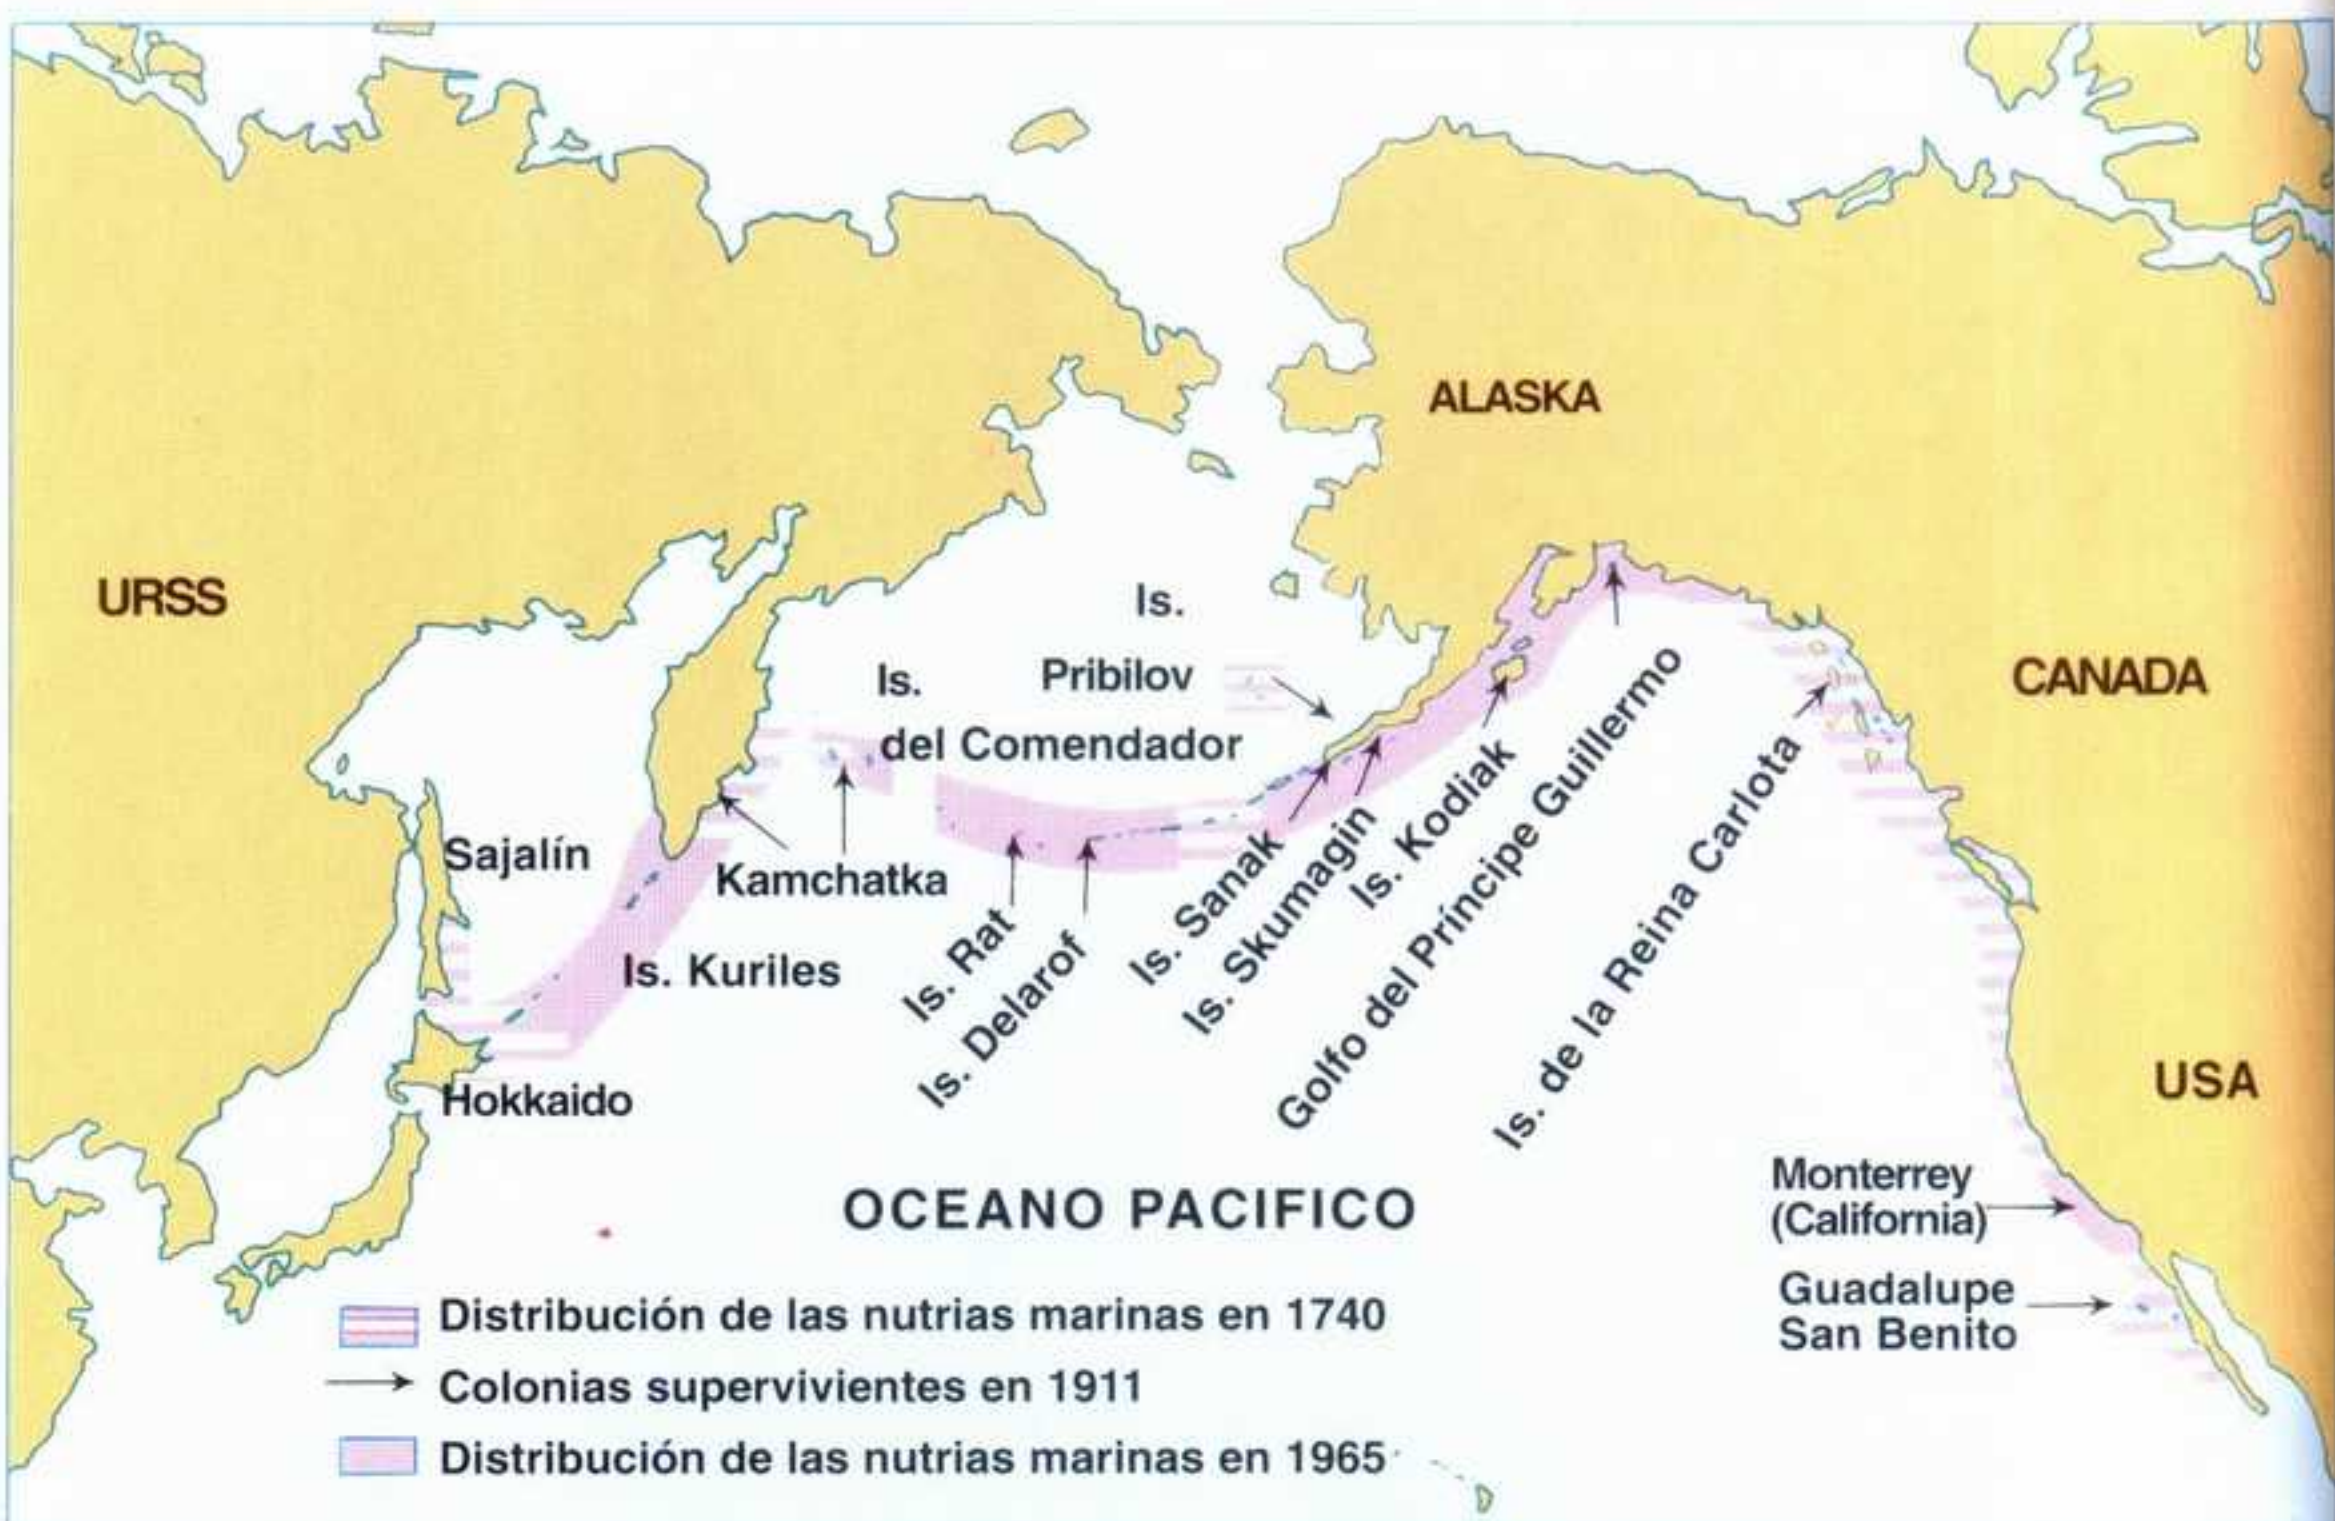 ALASKA
URSS
CANADA
USA
Is.
Pribilov
Is.
del Comendador
Sajalín
Kamchatka
Is. Kuriles
Hokkaido
Is. Rat
Is. Delarof
Is. Sanak
Is. Skumagin
Is. Kodiak
Golfo del Príncipe Guillermo
Is. de la Reina Carlota
OCEANO PACIFICO
Monterrey
(California)
Guadalupe
San Benito
Distribución de las nutrias marinas en 1740
Colonias supervivientes en 1911
Distribución de las nutrias marinas en 1965